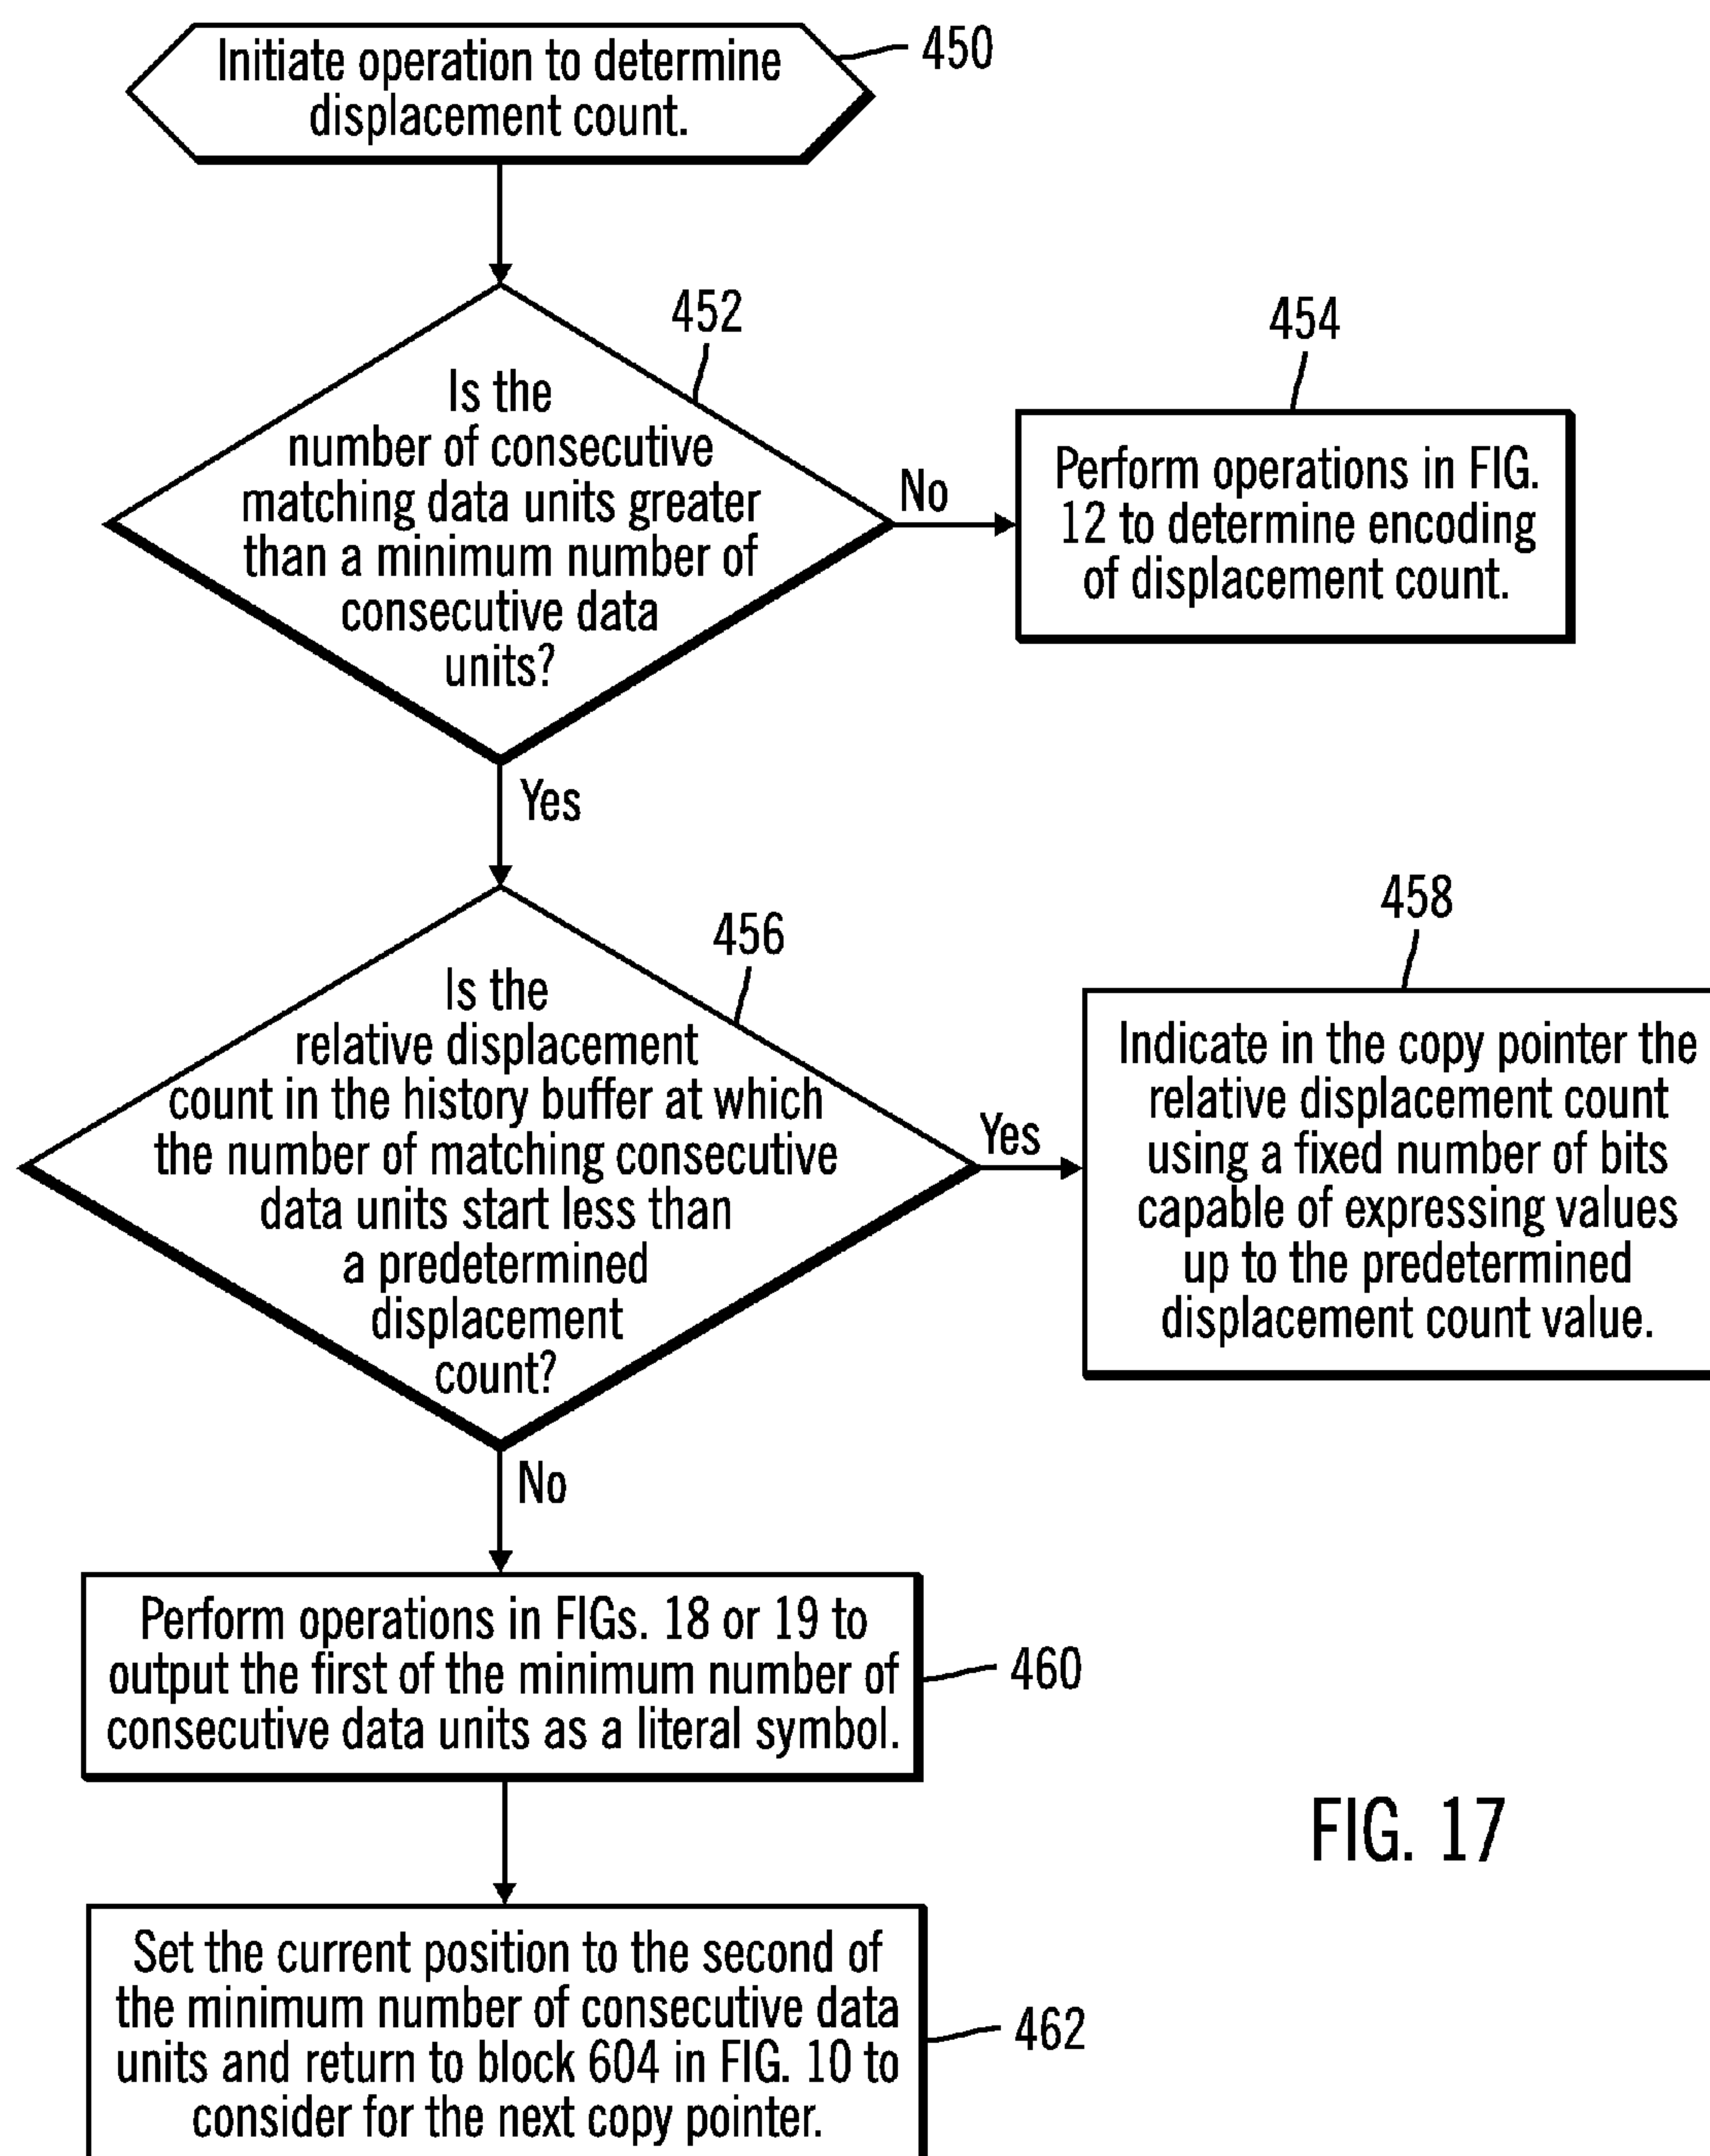 Initiate operation to determine
displacement count.
450
452
Is the
number of consecutive
matching data units greater
than a minimum number of
consecutive data
units?
No
454
Perform operations in FIG.
12 to determine encoding
of displacement count.
Yes
456
Is the
relative displacement
count in the history buffer at which
the number of matching consecutive
data units start less than
a predetermined
displacement
count?
Yes
458
Indicate in the copy pointer the
relative displacement count
using a fixed number of bits
capable of expressing values
up to the predetermined
displacement count value.
No
Perform operations in FIGs. 18 or 19 to
output the first of the minimum number of
consecutive data units as a literal symbol.
460
FIG. 17
Set the current position to the second of
the minimum number of consecutive data
units and return to block 604 in FIG. 10 to
consider for the next copy pointer.
462